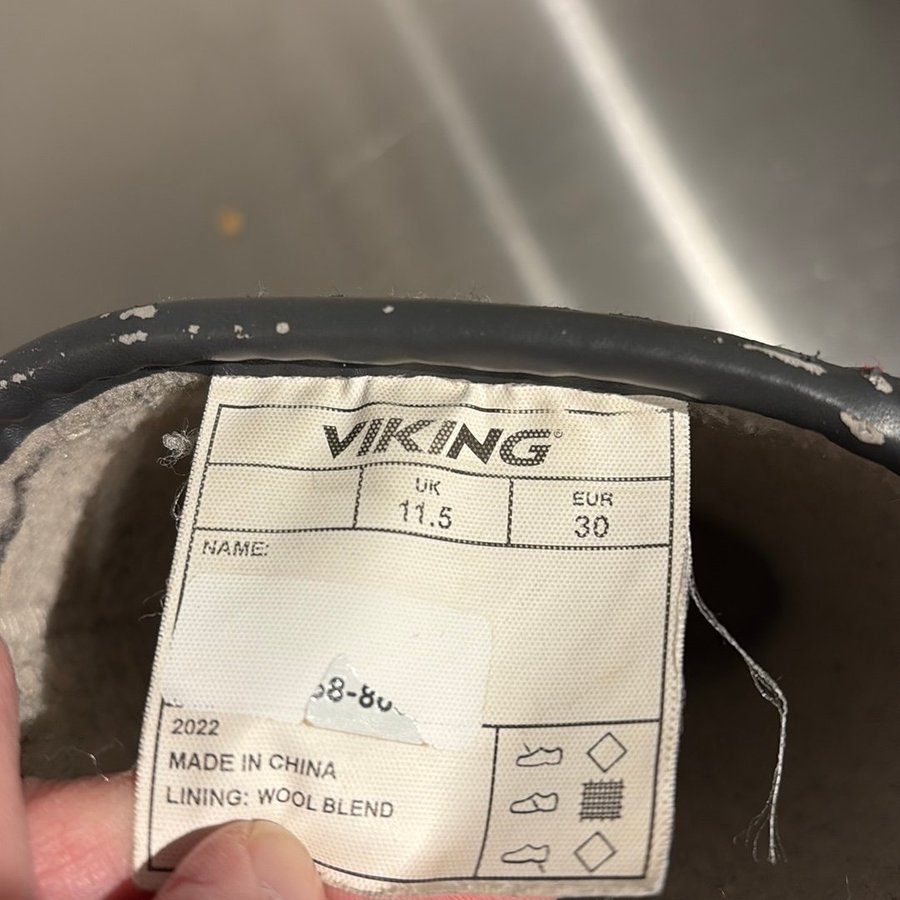 VIKING®
UK EUR
11.5 30
NAME:
2022
MADE IN CHINA
LINING: WOOL BLEND